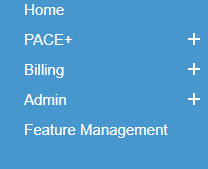 Home
PACE+ +
Billing +
Admin +
Feature Management